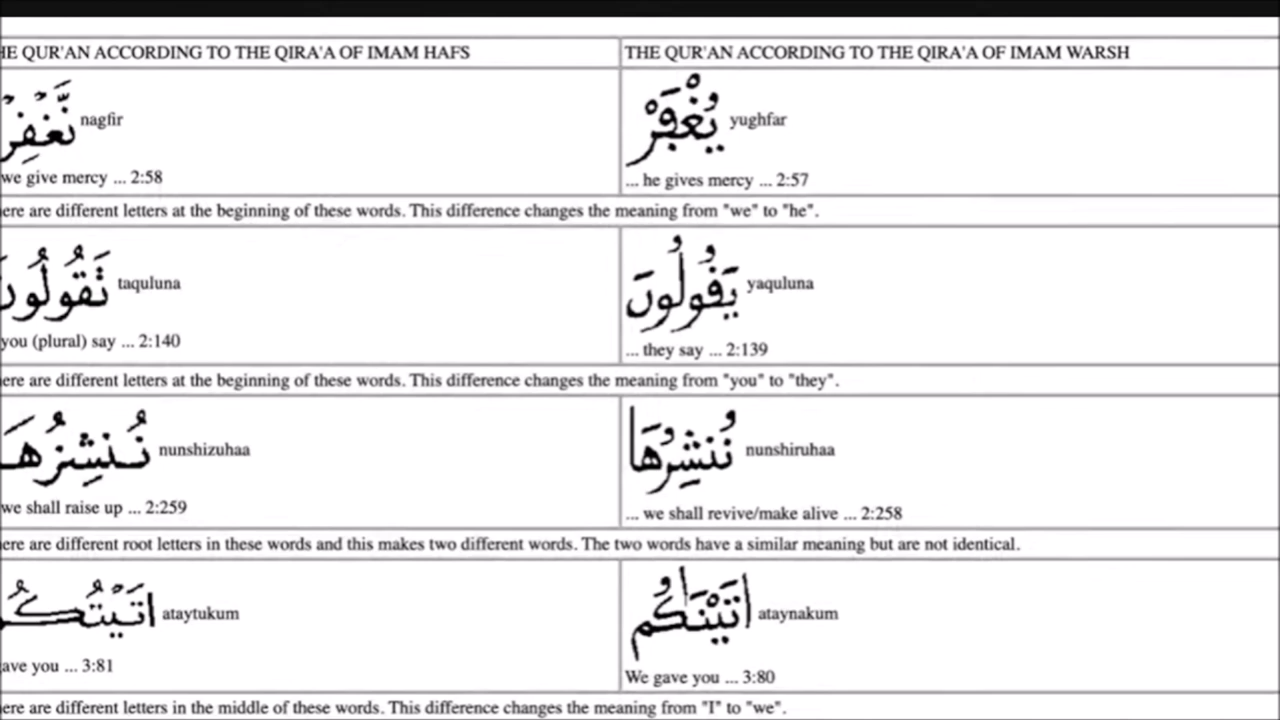 HE QUR'AN ACCORDING TO THE QIRA'A OF IMAM HAFS
THE QUR'AN ACCORDING TO THE QIRA'A OF IMAM WARSH
نَّغْفِرْ nagfir
we give mercy ... 2:58
يُغْفَرْ yughfar
... he gives mercy ... 2:57
ere are different letters at the beginning of these words. This difference changes the meaning from "we" to "he".
تَقُولُونَ taquluna
you (plural) say ... 2:140
يَقُولُونَ yaquluna
... they say ... 2:139
ere are different letters at the beginning of these words. This difference changes the meaning from "you" to "they".
nunshizuhaa
we shall raise up ... 2:259
نُنشِرُهَا nunshiruhaa
... we shall revive/make alive ... 2:258
ere are different root letters in these words and this makes two different words. The two words have a similar meaning but are not identical.
ataytukum
ave you ... 3:81
اتَيْنَٰكُم ataynakum
We gave you ... 3:80
ere are different letters in the middle of these words. This difference changes the meaning from "I" to "we".